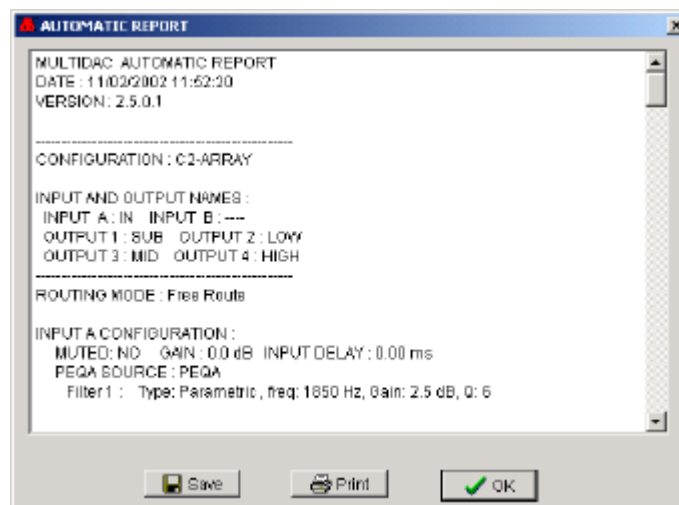 AUTOMATIC REPORT
MULTIDAC AUTOMATIC REPORT
DATE : 11/02/2002 11:52:20
VERSION : 2.5.0.1
CONFIGURATION : C2-ARRAY
INPUT AND OUTPUT NAMES :
INPUT A : IN INPUT B : ----
OUTPUT 1 : SUB OUTPUT 2 : LOW
OUTPUT 3 : MID OUTPUT 4 : HIGH
ROUTING MODE : Free Route
INPUT A CONFIGURATION :
MUTED: NO GAIN : 0.0 dB INPUT DELAY : 0.00 ms
PEQA SOURCE : PEQA
Filter 1 : Type: Parametric , freq: 1850 Hz, Gain: 2.5 dB, Q: 6
Save Print OK